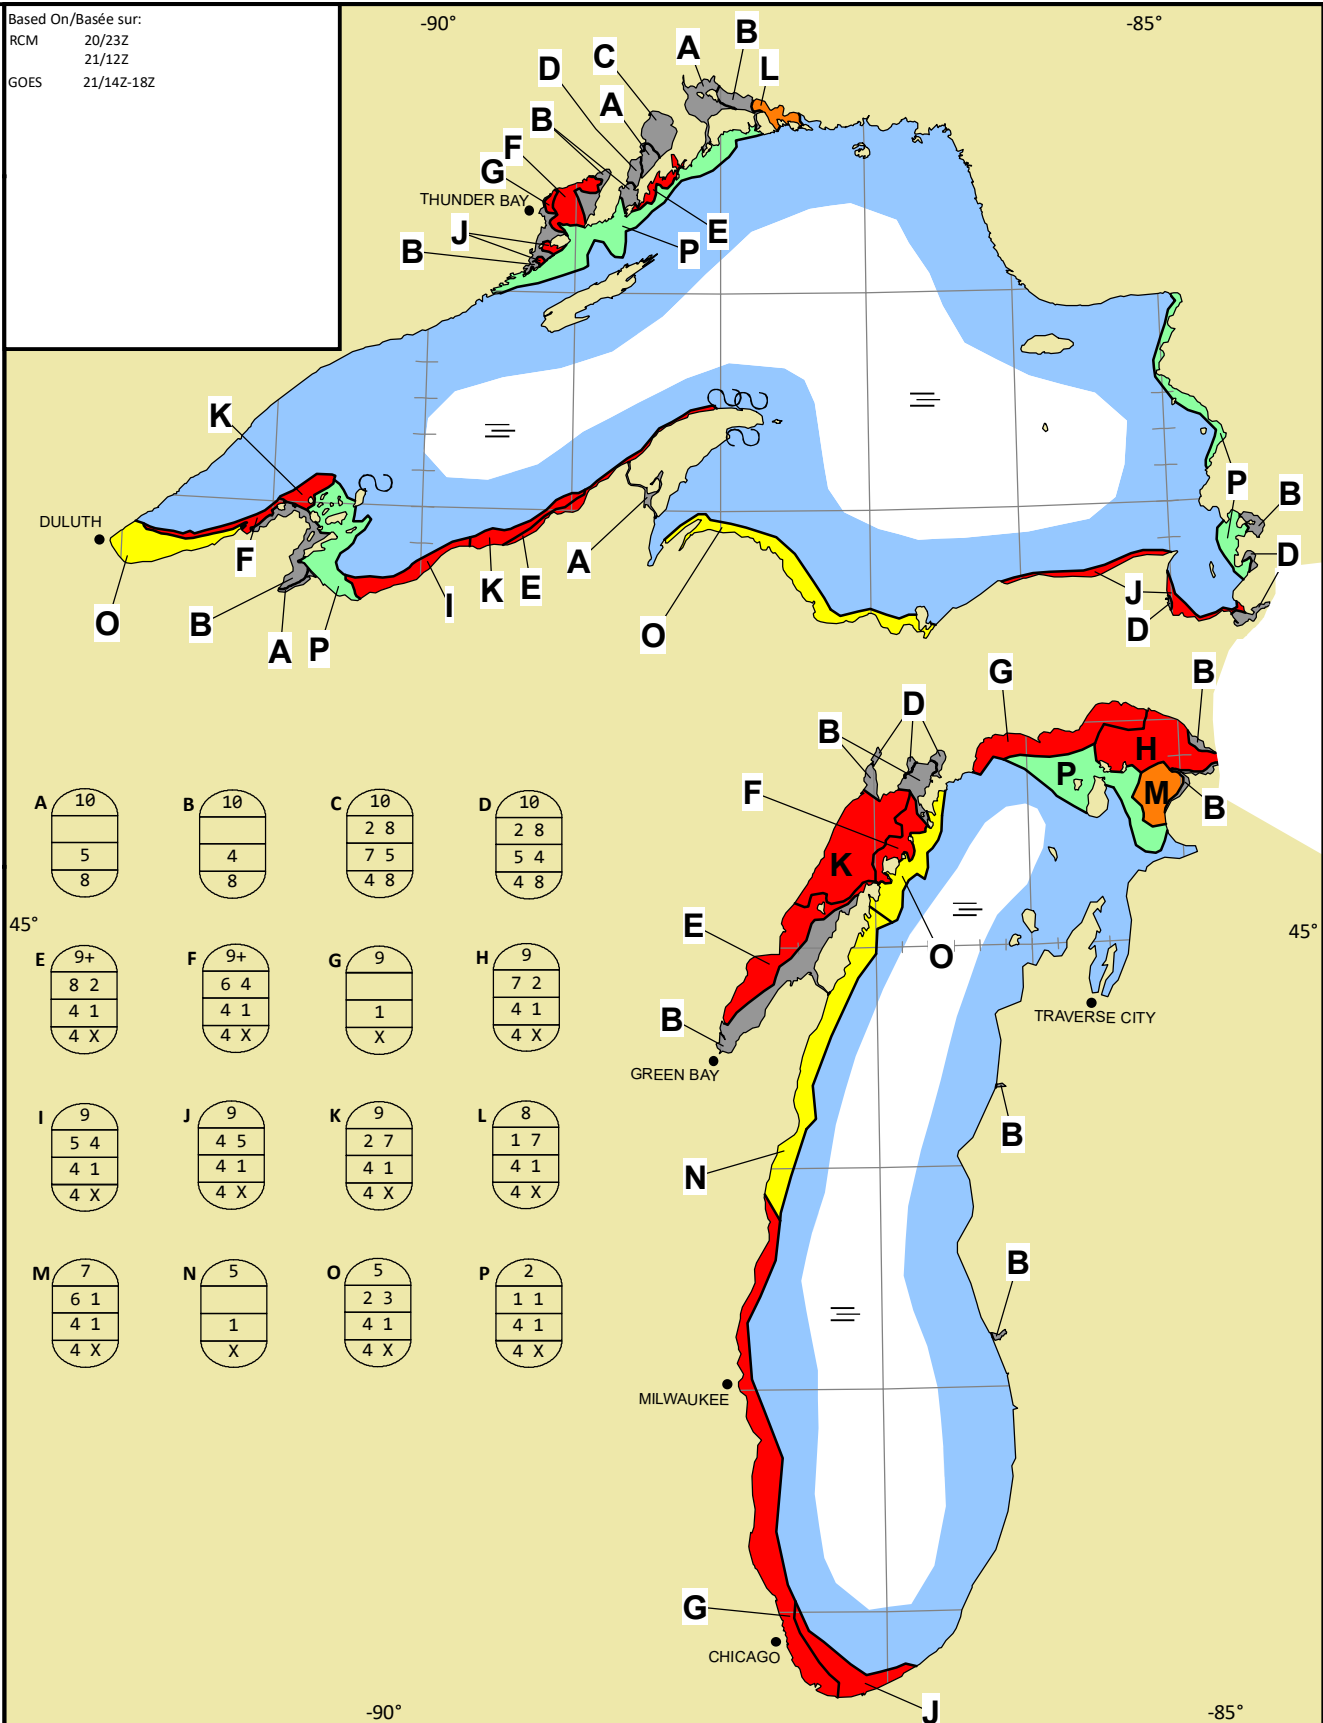 Based On/Basée sur:
RCM 20/23Z
21/12Z
GOES 21/14Z-18Z
-90°
-85°
B
A
C
L
D
A
B
F
G
THUNDER BAY
J
B
E
P
K
DULUTH
P
B
F
A
D
O
B
A
P
I
K
E
O
J
D
G
B
D
B
H
P
M
F
B
K
45°
45°
E
O
B
TRAVERSE CITY
GREEN BAY
B
N
B
MILWAUKEE
G
CHICAGO
J
-90°
-85°
A
10
5
8
B
10
4
8
C
10
2 8
7 5
4 8
D
10
2 8
5 4
4 8
E
9+
8 2
4 1
4 X
F
9+
6 4
4 1
4 X
G
9
1
X
H
9
7 2
4 1
4 X
I
9
5 4
4 1
4 X
J
9
4 5
4 1
4 X
K
9
2 7
4 1
4 X
L
8
1 7
4 1
4 X
M
7
6 1
4 1
4 X
N
5
1
X
O
5
2 3
4 1
4 X
P
2
1 1
4 1
4 X